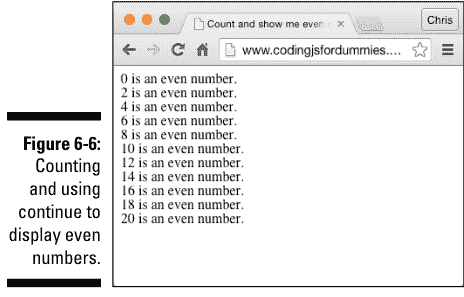 Count and show me even
Chris
www.codingjsfordummies....
0 is an even number.
2 is an even number.
4 is an even number.
6 is an even number.
8 is an even number.
10 is an even number.
12 is an even number.
14 is an even number.
16 is an even number.
18 is an even number.
20 is an even number.
Figure 6-6:
Counting
and using
continue to
display even
numbers.